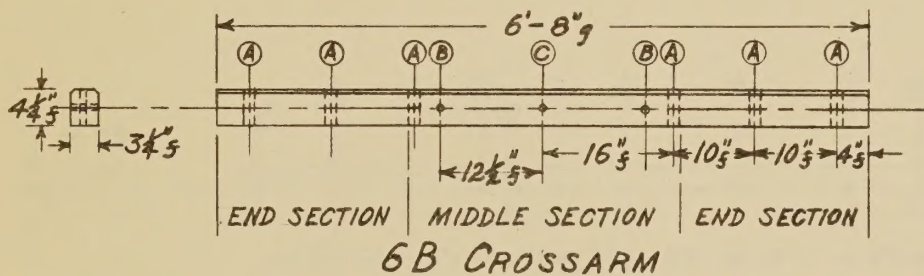 6'-8"g
A A A B C B A A A
4¼"f
3¼"f
16"f 10"f 10"f 4"f
12½"f
END SECTION MIDDLE SECTION END SECTION
6B CROSSARM